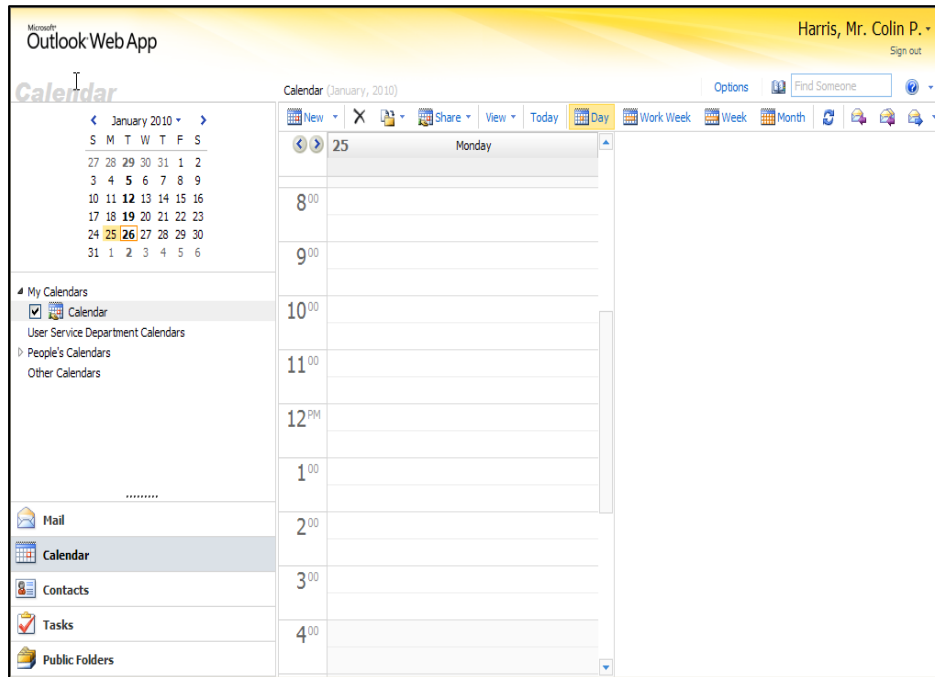 Microsoft®
Outlook Web App
Harris, Mr. Colin P.
Sign out
Calendar
Calendar (January, 2010)
Options
Find Someone
January 2010
S M T W T F S
27 28 29 30 31 1 2
3 4 5 6 7 8 9
10 11 12 13 14 15 16
17 18 19 20 21 22 23
24 25 26 27 28 29 30
31 1 2 3 4 5 6
New Share View Today Day Work Week Week Month
25 Monday
8 00
9 00
10 00
11 00
12 PM
1 00
2 00
3 00
4 00
My Calendars
Calendar
User Service Department Calendars
People's Calendars
Other Calendars
Mail
Calendar
Contacts
Tasks
Public Folders